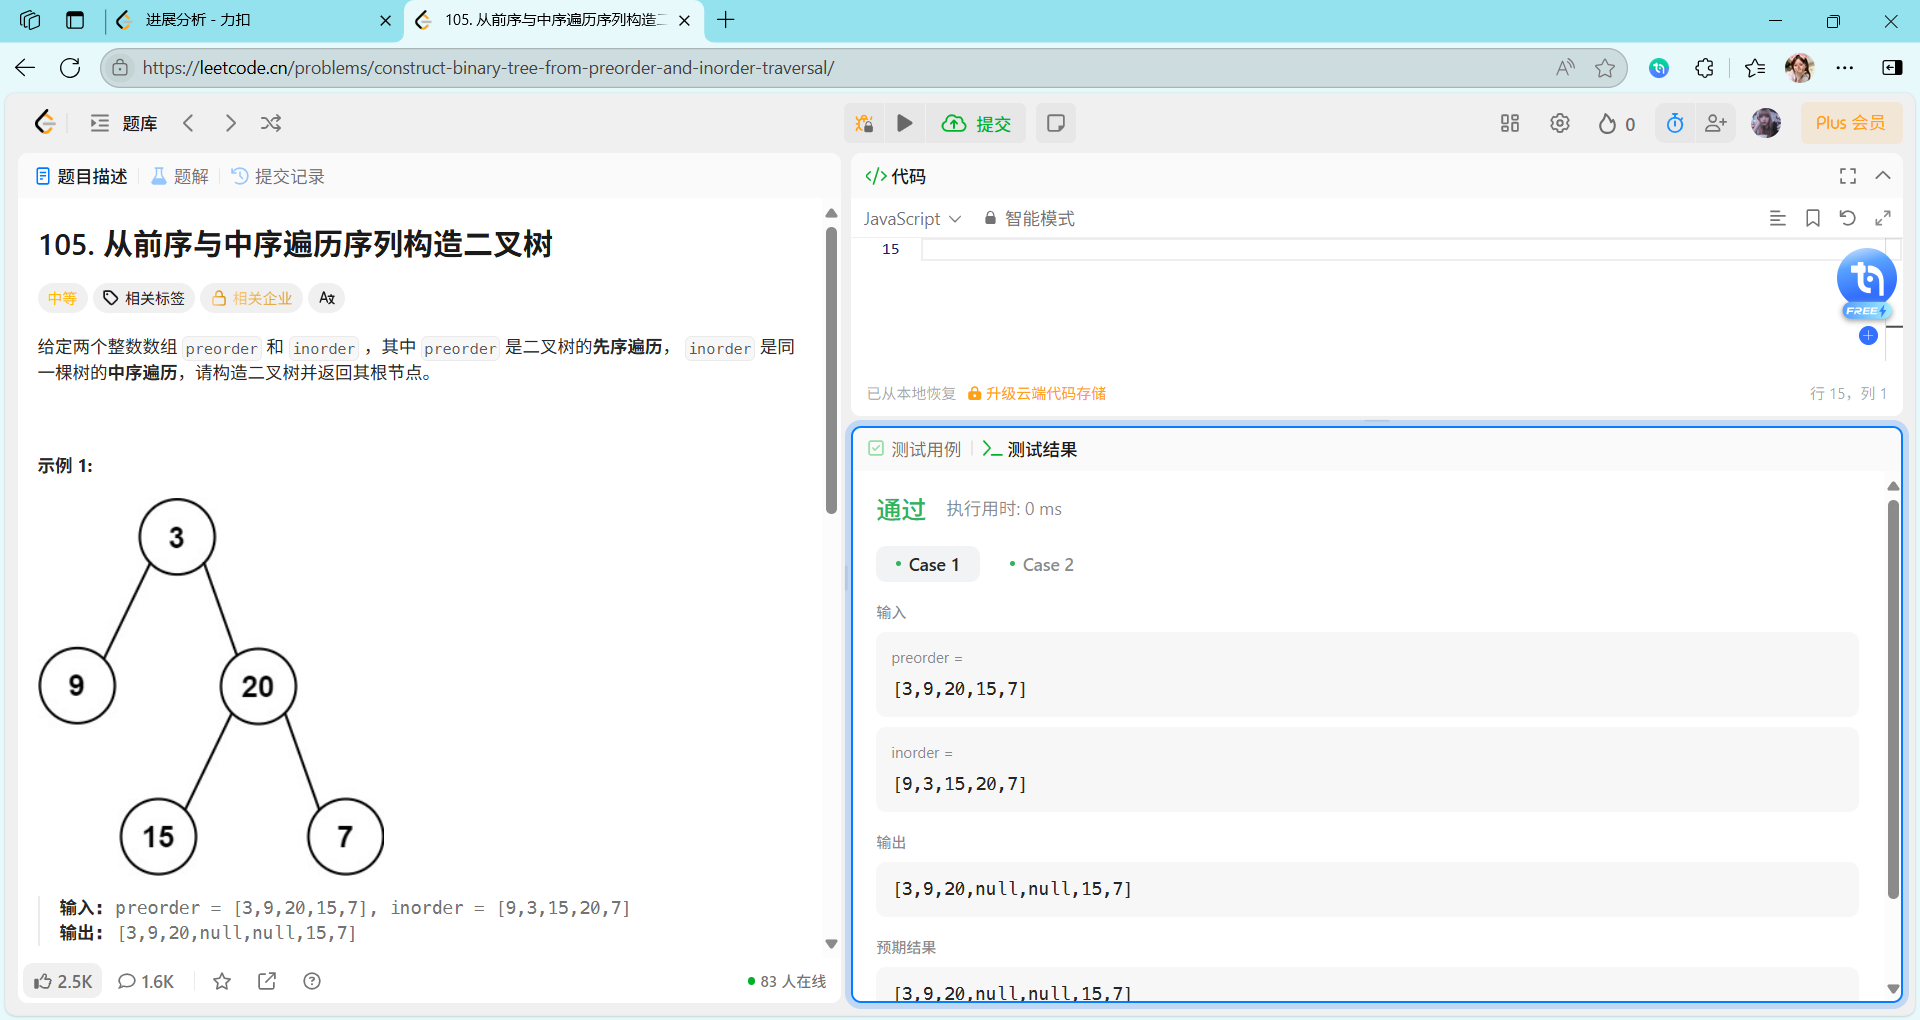 进展分析 - 力扣
105. 从前序与中序遍历序列构造二
https://leetcode.cn/problems/construct-binary-tree-from-preorder-and-inorder-traversal/
题库
提交
0
Plus 会员
题目描述
题解
提交记录
105. 从前序与中序遍历序列构造二叉树
中等
相关标签
相关企业
给定两个整数数组 preorder 和 inorder ，其中 preorder 是二叉树的先序遍历， inorder 是同
一棵树的中序遍历，请构造二叉树并返回其根节点。
示例 1:
3
9
20
15
7
输入: preorder = [3,9,20,15,7], inorder = [9,3,15,20,7]
输出: [3,9,20,null,null,15,7]
2.5K
1.6K
83 人在线
</> 代码
JavaScript
智能模式
15
FREE
已从本地恢复
升级云端代码存储
行 15，列 1
测试用例
测试结果
通过
执行用时: 0 ms
Case 1
Case 2
输入
preorder =
[3,9,20,15,7]
inorder =
[9,3,15,20,7]
输出
[3,9,20,null,null,15,7]
预期结果
[3,9,20,null,null,15,7]